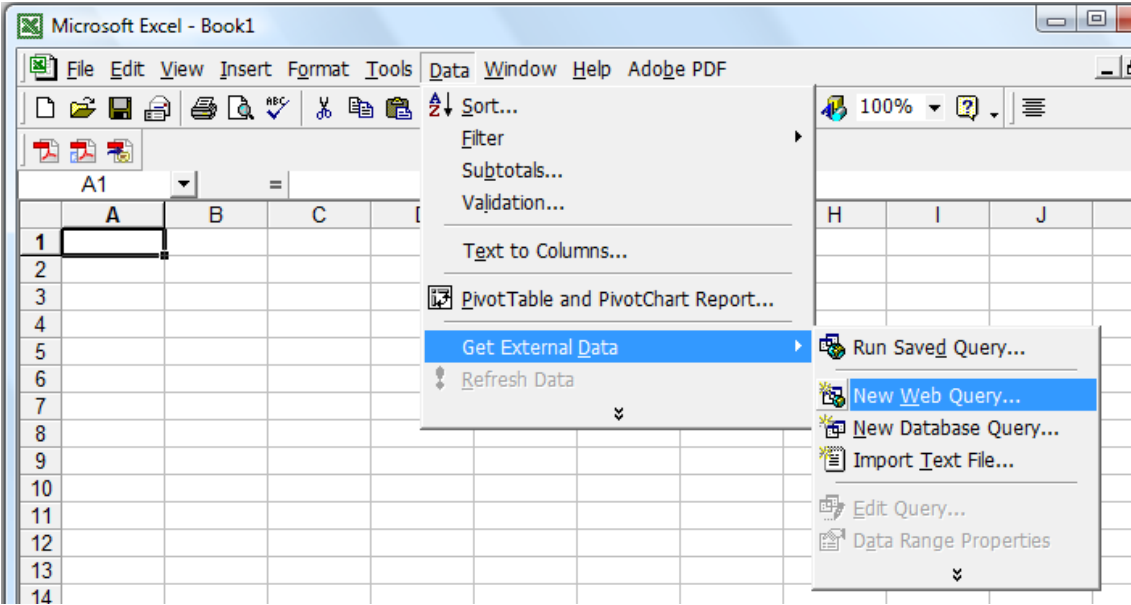 Microsoft Excel - Book1
File Edit View Insert Format Tools Data Window Help Adobe PDF
ABC 100%
A1 =
A B C H I J
1
2
3
4
5
6
7
8
9
10
11
12
13
14
A Z Sort...
Filter
Subtotals...
Validation...
Text to Columns...
PivotTable and PivotChart Report...
Get External Data
Refresh Data
Run Saved Query...
New Web Query...
New Database Query...
Import Text File...
Edit Query...
Data Range Properties